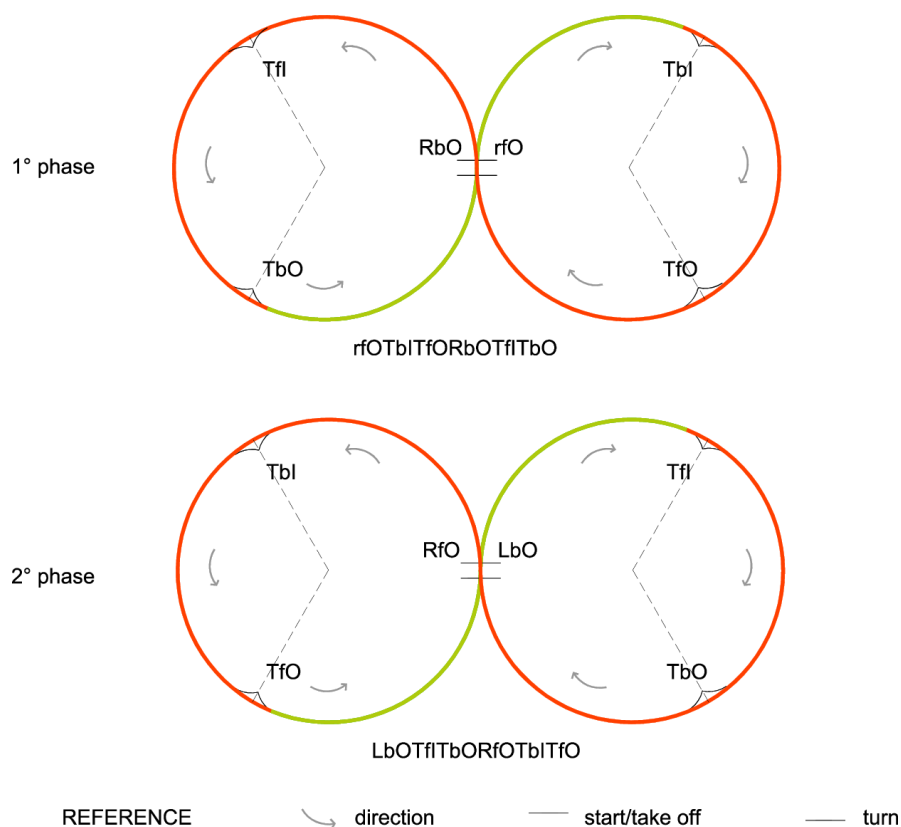 TfI
TbI
RbO
rfO
1° phase
TbO
TfO
rfOTbITfORbOTfITbO
TbI
TfI
RfO
LbO
2° phase
TfO
TbO
LbOTfITbORfOTbITfO
REFERENCE
direction
start/take off
turn